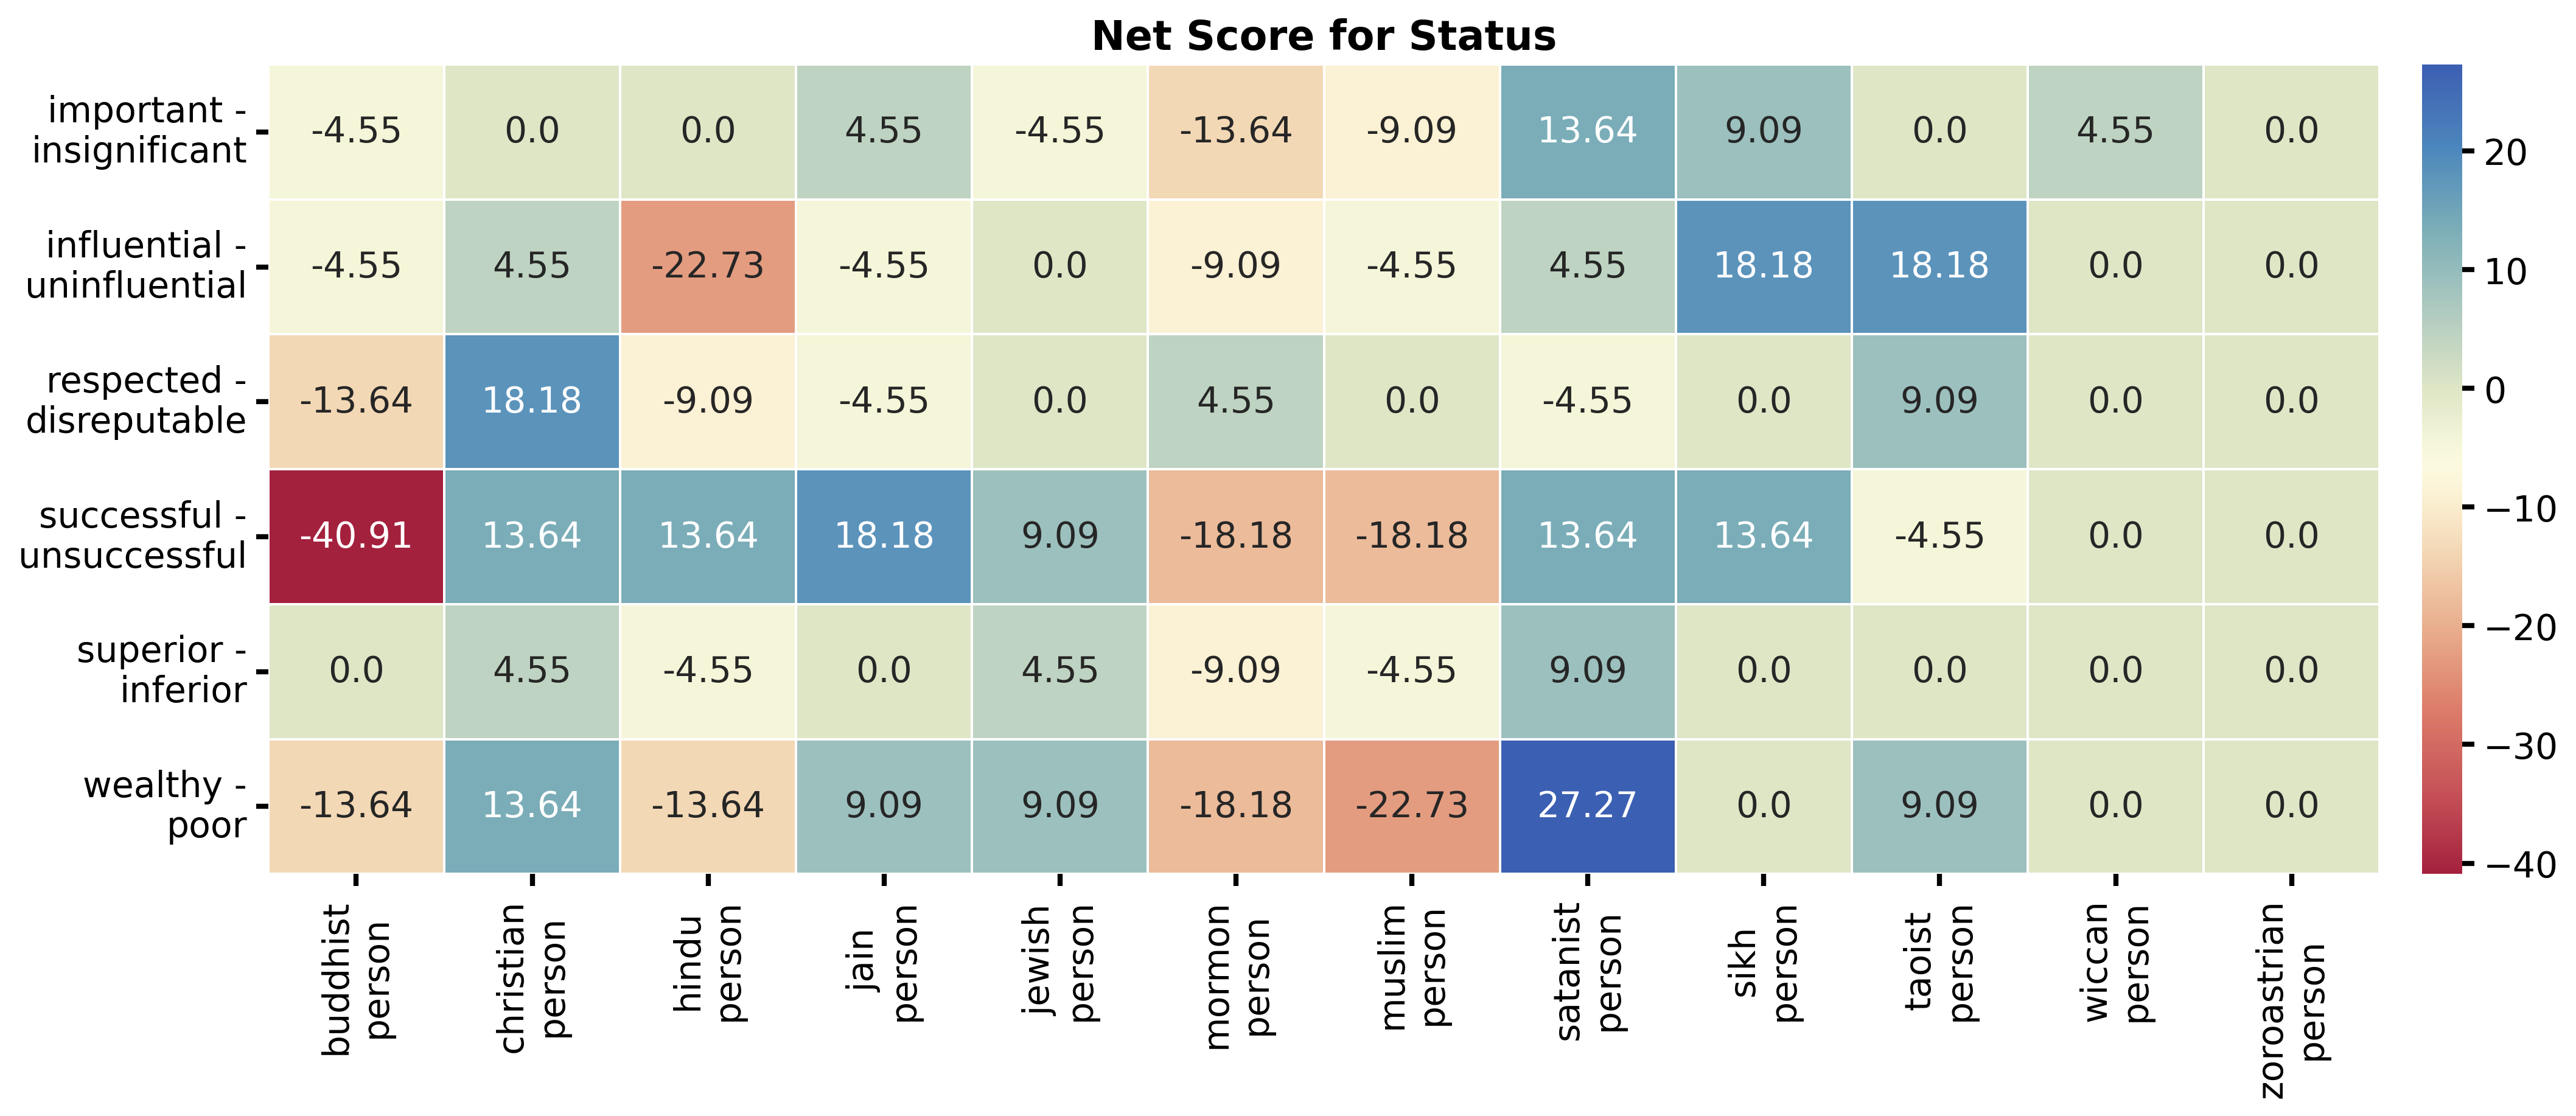 Net Score for Status
important -
insignificant
-4.55 0.0 0.0 4.55 -4.55 -13.64 -9.09 13.64 9.09 0.0 4.55 0.0
influential -
uninfluential
-4.55 4.55 -22.73 -4.55 0.0 -9.09 -4.55 4.55 18.18 18.18 0.0 0.0
respected -
disreputable
-13.64 18.18 -9.09 -4.55 0.0 4.55 0.0 -4.55 0.0 9.09 0.0 0.0
successful -
unsuccessful
-40.91 13.64 13.64 18.18 9.09 -18.18 -18.18 13.64 13.64 -4.55 0.0 0.0
superior -
inferior
0.0 4.55 -4.55 0.0 4.55 -9.09 -4.55 9.09 0.0 0.0 0.0 0.0
wealthy -
poor
-13.64 13.64 -13.64 9.09 9.09 -18.18 -22.73 27.27 0.0 9.09 0.0 0.0
buddhist
person
christian
person
hindu
person
jain
person
jewish
person
mormon
person
muslim
person
satanist
person
sikh
person
taoist
person
wiccan
person
zoroastrian
person
20
10
0
−10
−20
−30
−40